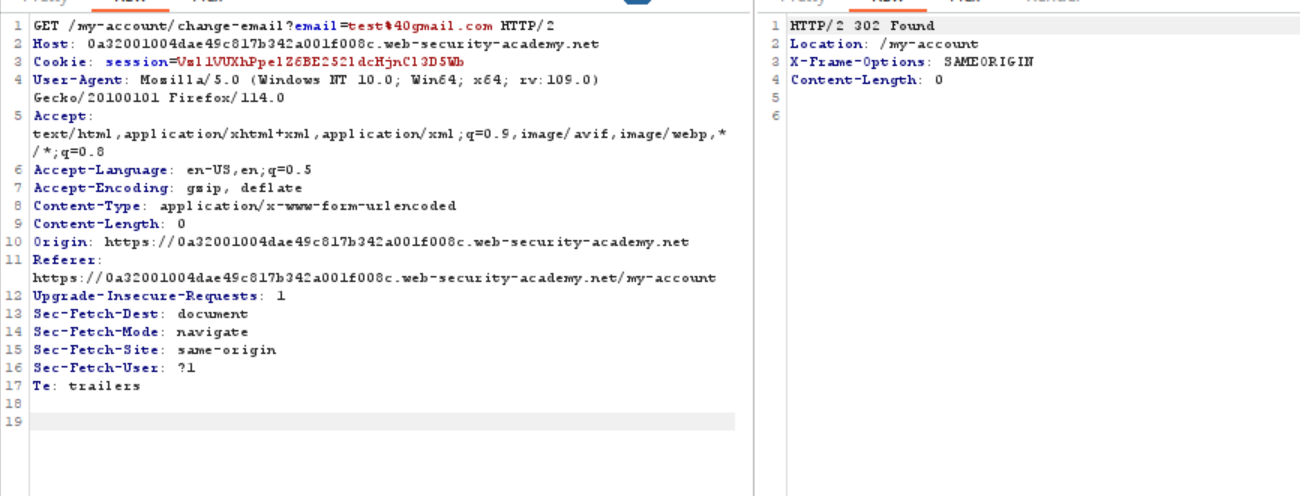 1 GET /my-account/change-email?email=test%40gmail.com HTTP/2
2 Host: 0a32001004dae49c817b342a001f008c.web-security-academy.net
3 Cookie: session=
4 User-Agent: Mozilla/5.0 (Windows NT 10.0; Win64; x64; rv:109.0)
Gecko/20100101 Firefox/114.0
5 Accept:
text/html,application/xhtml+xml,application/xml;q=0.9,image/avif,image/webp,*
/*;q=0.8
6 Accept-Language: en-US,en;q=0.5
7 Accept-Encoding: gzip, deflate
8 Content-Type: application/x-www-form-urlencoded
9 Content-Length: 0
10 Origin: https://0a32001004dae49c817b342a001f008c.web-security-academy.net
11 Referer:
https://0a32001004dae49c817b342a001f008c.web-security-academy.net/my-account
12 Upgrade-Insecure-Requests: 1
13 Sec-Fetch-Dest: document
14 Sec-Fetch-Mode: navigate
15 Sec-Fetch-Site: same-origin
16 Sec-Fetch-User: ?1
17 Te: trailers
18
19
1 HTTP/2 302 Found
2 Location: /my-account
3 X-Frame-Options: SAMEORIGIN
4 Content-Length: 0
5
6